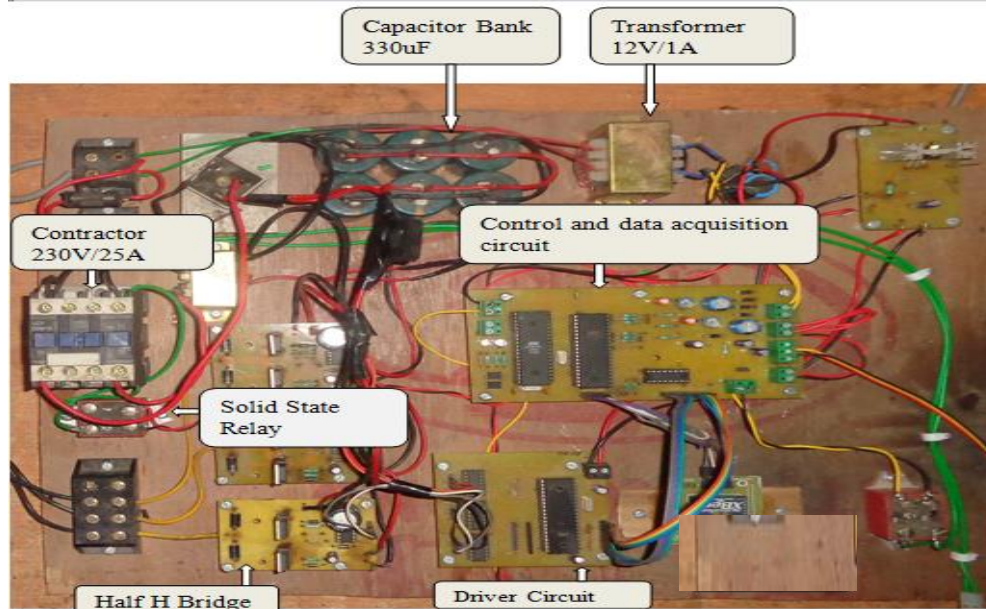 Capacitor Bank
330uF
Transformer
12V/1A
Contractor
230V/25A
Control and data acquisition
circuit
Solid State
Relay
Half H Bridge
Driver Circuit